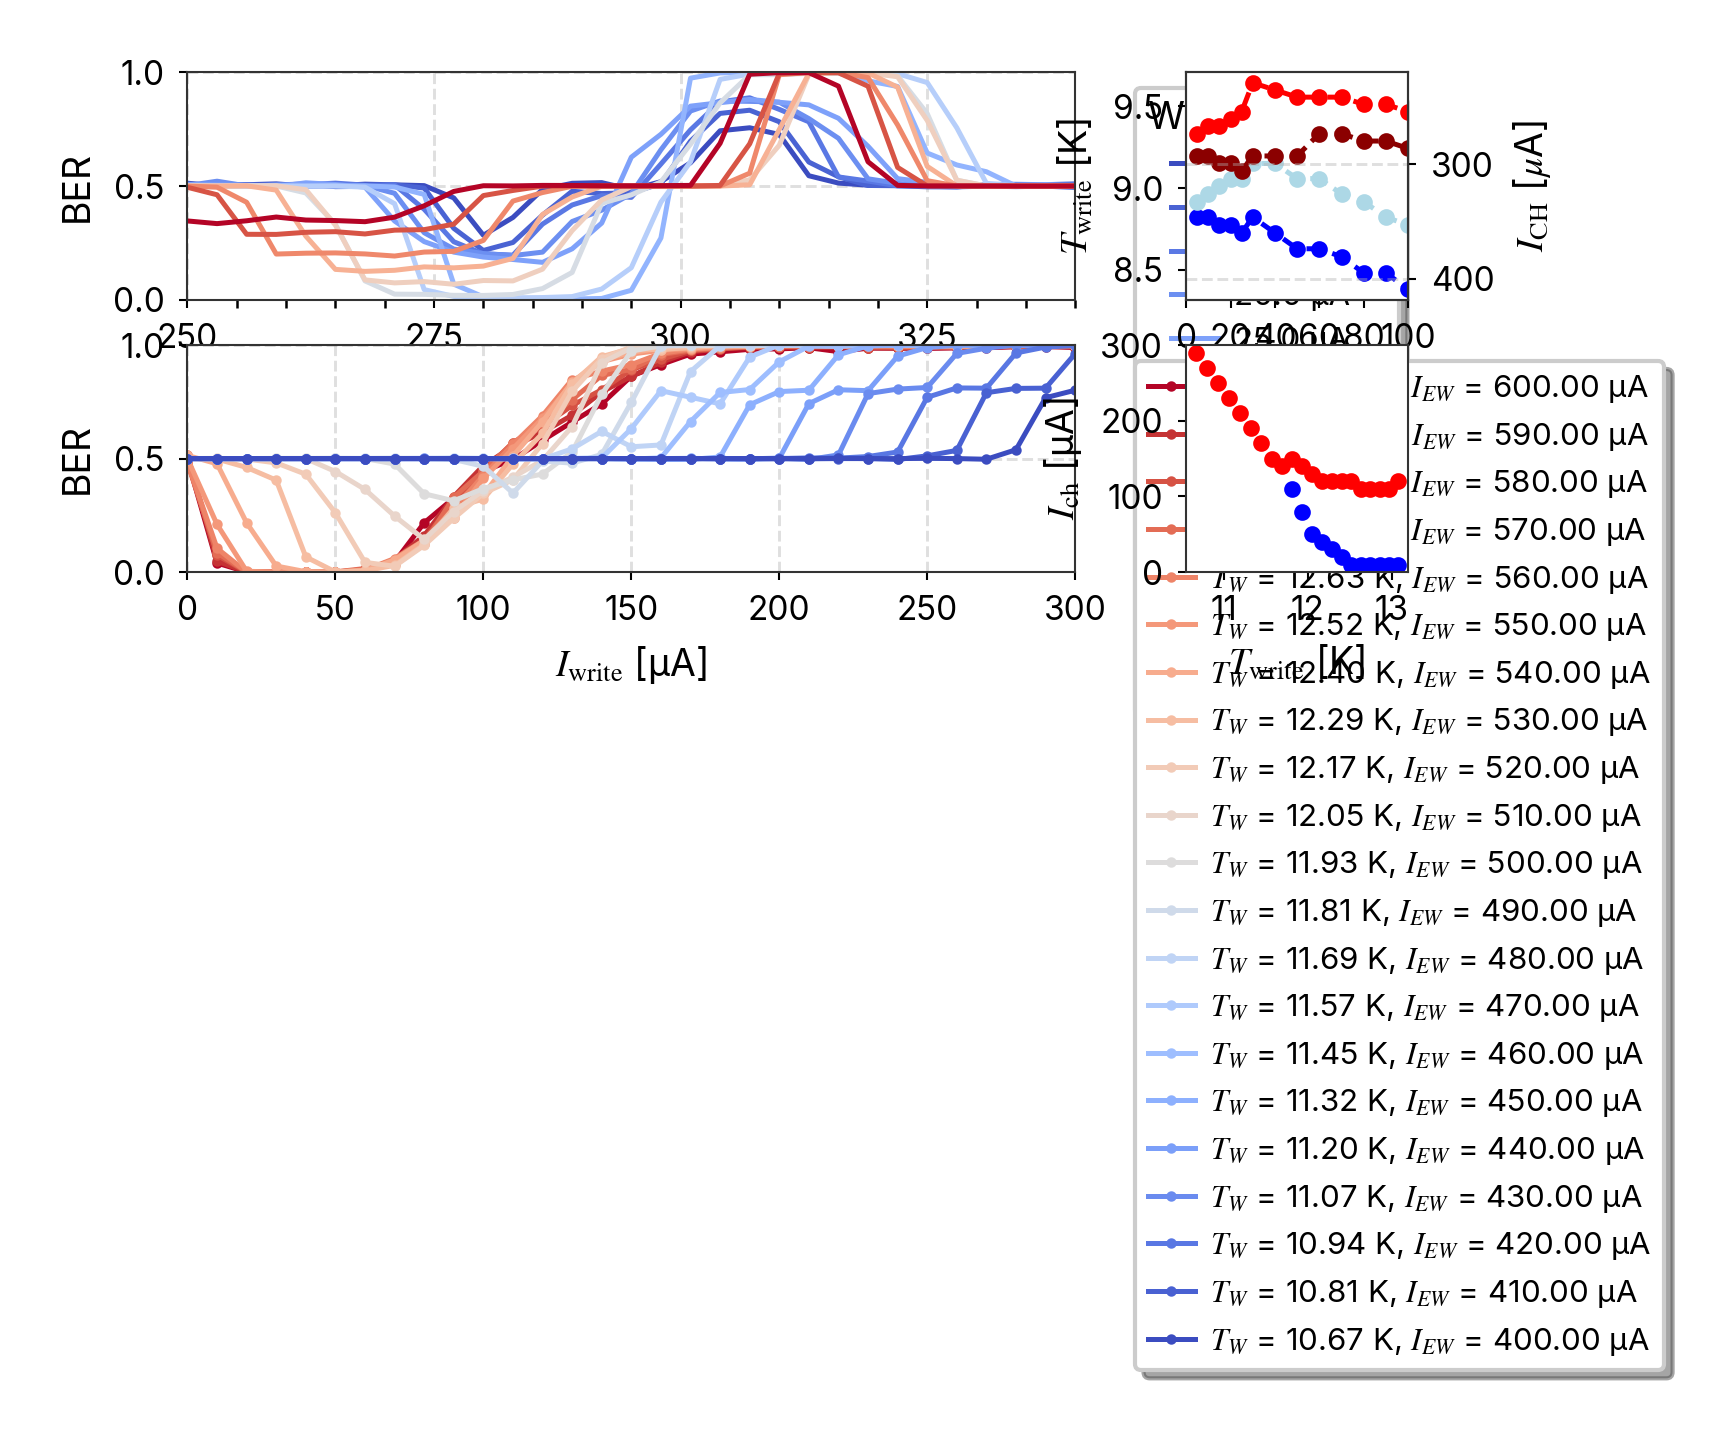 BER
1.0
0.5
0.0
250
275
300
325
T_write [K]
9.5
9.0
8.5
300
400
I_CH [μA]
0
20
40
60
80
100
W
BER
1.0
0.5
0.0
0
50
100
150
200
250
300
I_write [µA]
I_ch [µA]
300
200
100
0
11
12
13
T_write [K]
I_EW = 600.00 µA
I_EW = 590.00 µA
I_EW = 580.00 µA
I_EW = 570.00 µA
T_W = 12.63 K, I_EW = 560.00 µA
T_W = 12.52 K, I_EW = 550.00 µA
T_W = 12.40 K, I_EW = 540.00 µA
T_W = 12.29 K, I_EW = 530.00 µA
T_W = 12.17 K, I_EW = 520.00 µA
T_W = 12.05 K, I_EW = 510.00 µA
T_W = 11.93 K, I_EW = 500.00 µA
T_W = 11.81 K, I_EW = 490.00 µA
T_W = 11.69 K, I_EW = 480.00 µA
T_W = 11.57 K, I_EW = 470.00 µA
T_W = 11.45 K, I_EW = 460.00 µA
T_W = 11.32 K, I_EW = 450.00 µA
T_W = 11.20 K, I_EW = 440.00 µA
T_W = 11.07 K, I_EW = 430.00 µA
T_W = 10.94 K, I_EW = 420.00 µA
T_W = 10.81 K, I_EW = 410.00 µA
T_W = 10.67 K, I_EW = 400.00 µA